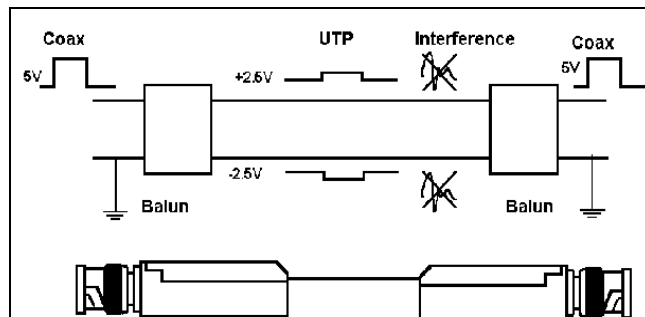 Coax
UTP
Interference
Coax
5V
+2.5V
5V
-2.5V
Balun
Balun